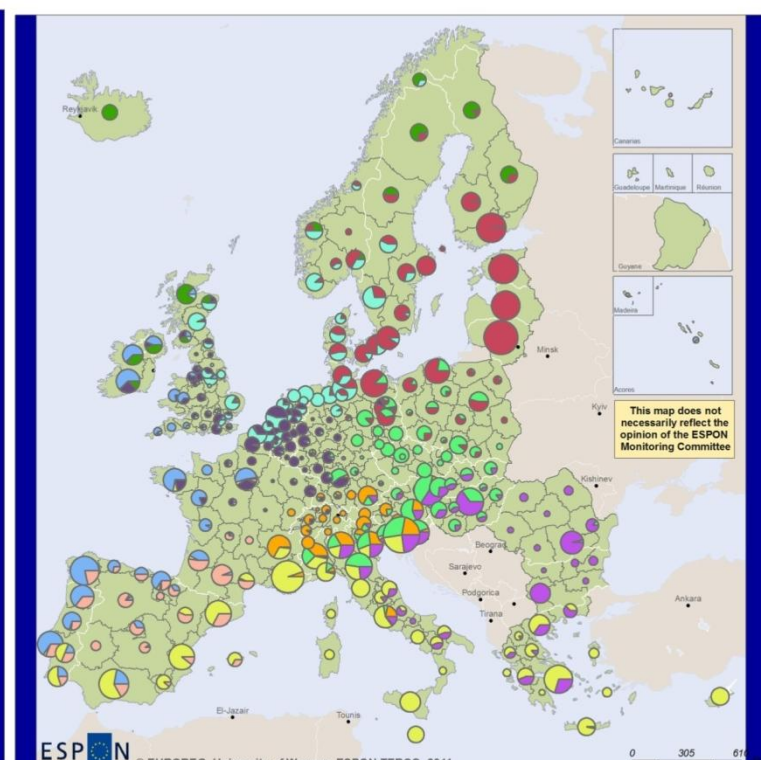 Reykjavik
Canarias
Guadeloupe Martinique Réunion
Guyane
Madeira
Acores
This map does not
necessarily reflect the
opinion of the ESPON
Monitoring Committee
Minsk
Kyiv
Kishinev
Beograd
Sarajevo
Podgorica
Tirana
Ankara
El-Jazair
Tounis
ESPON
0 305